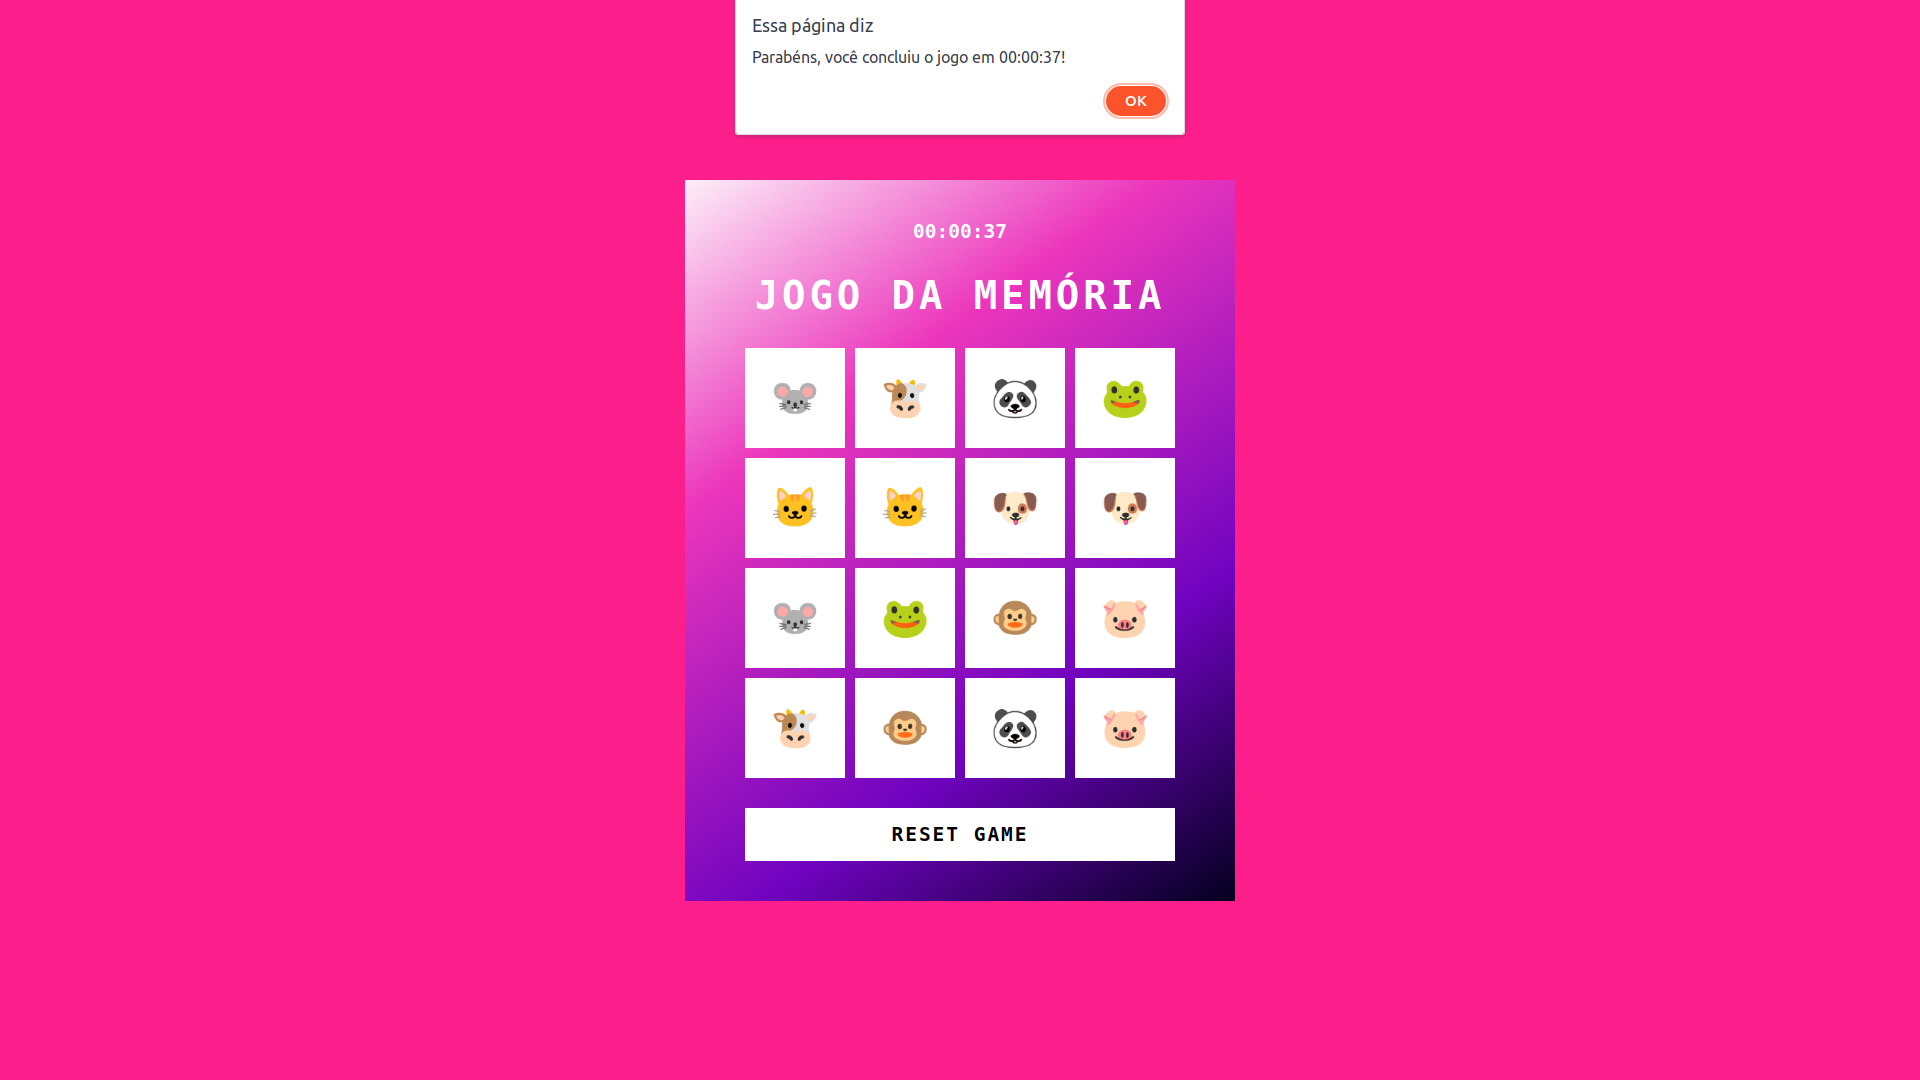 Essa página diz
Parabéns, você concluiu o jogo em 00:00:37!
OK
00:00:37
JOGO DA MEMÓRIA
RESET GAME